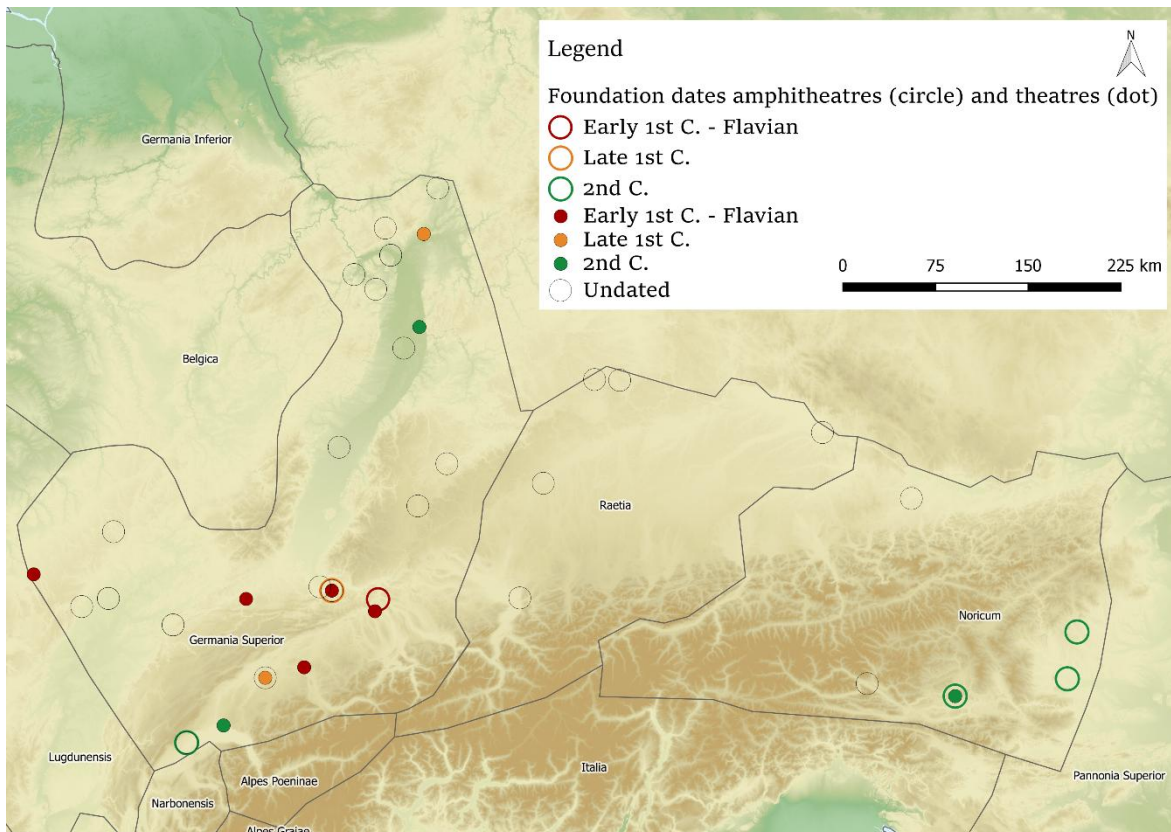 Legend
N
Foundation dates amphitheatres (circle) and theatres (dot)
Early 1st C. - Flavian
Late 1st C.
2nd C.
Early 1st C. - Flavian
Late 1st C.
2nd C.
Undated
0 75 150 225 km
Germania Inferior
Belgica
Raetia
Noricum
Germania Superior
Lugdunensis
Italia
Alpes Poeninae
Pannonia Superior
Narbonensis
Alpes Graiae